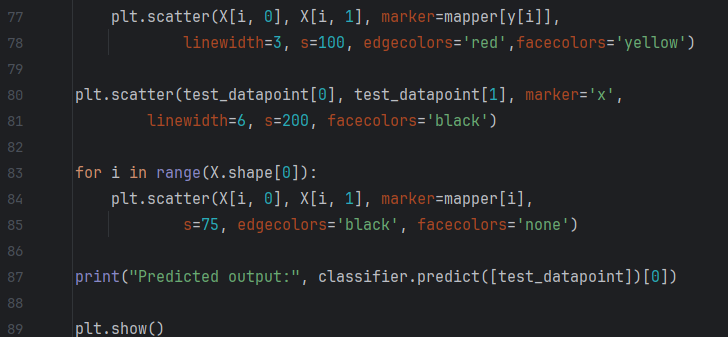 77 plt.scatter(X[i, 0], X[i, 1], marker=mapper[y[i]],
78 linewidth=3, s=100, edgecolors='red',facecolors='yellow')
79
80 plt.scatter(test_datapoint[0], test_datapoint[1], marker='x',
81 linewidth=6, s=200, facecolors='black')
82
83 for i in range(X.shape[0]):
84 plt.scatter(X[i, 0], X[i, 1], marker=mapper[i],
85 s=75, edgecolors='black', facecolors='none')
86
87 print("Predicted output:", classifier.predict([test_datapoint])[0])
88
89 plt.show()